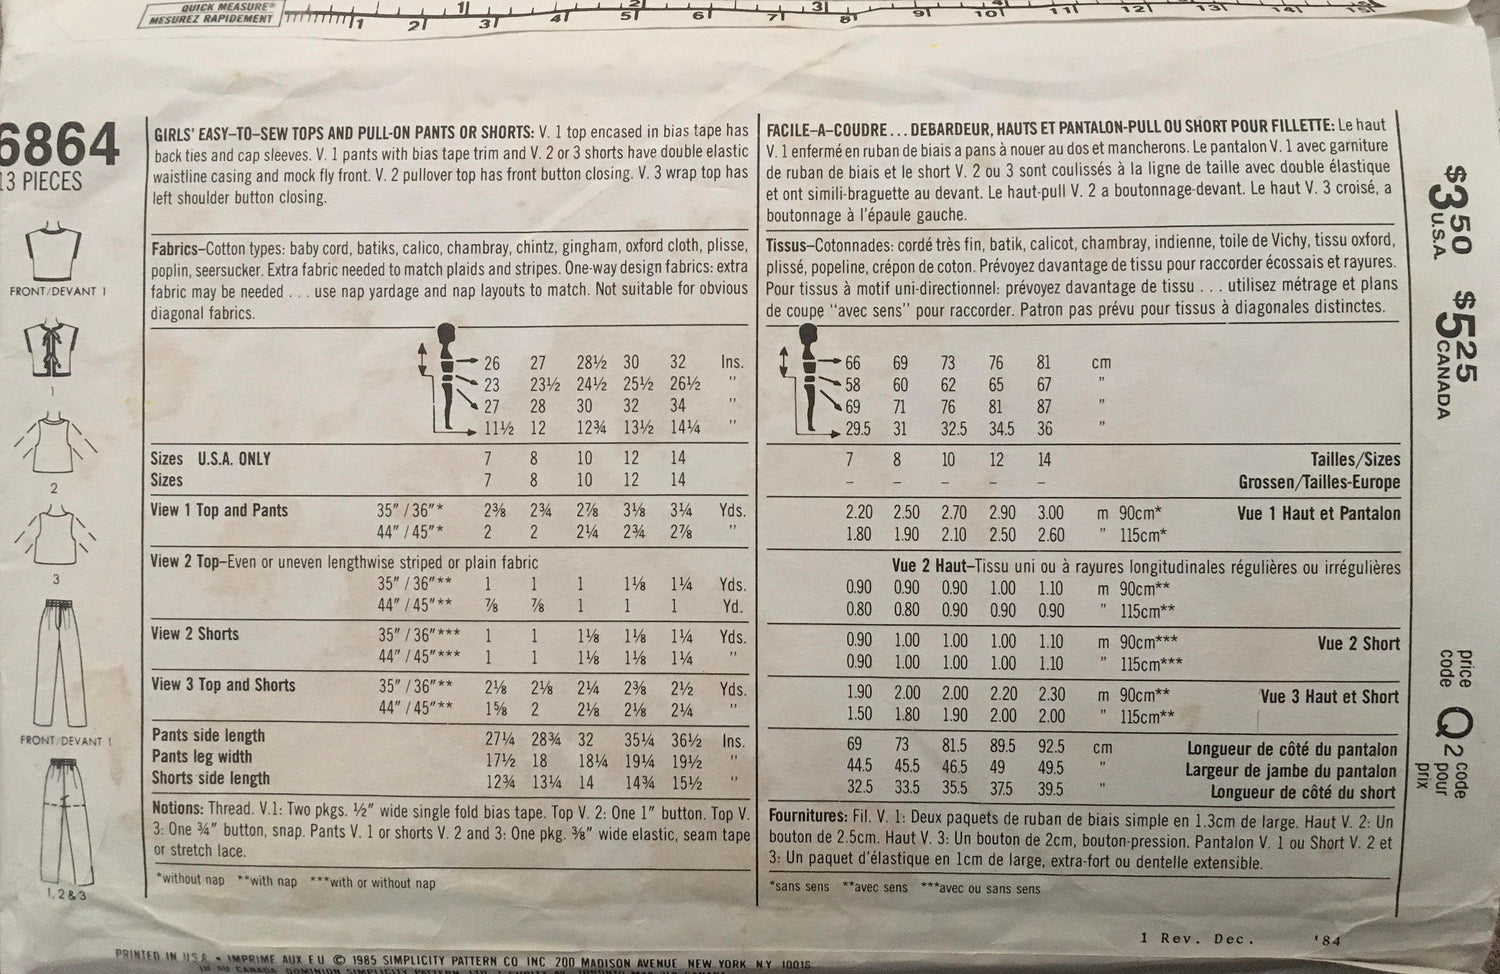 QUICK MEASURE®
MESUREZ RAPIDEMENT
1 2 3
1 2 3 4 5 6 7 8 9 10 11 12 13 14 15
6864
13 PIECES
FRONT/DEVANT 1
1
2
3
FRONT/DEVANT 1
1, 2 & 3
GIRLS' EASY–TO–SEW TOPS AND PULL–ON PANTS OR SHORTS: V. 1 top encased in bias tape has
back ties and cap sleeves. V. 1 pants with bias tape trim and V. 2 or 3 shorts have double elastic
waistline casing and mock fly front. V. 2 pullover top has front button closing. V. 3 wrap top has
left shoulder button closing.
Fabrics–Cotton types: baby cord, batiks, calico, chambray, chintz, gingham, oxford cloth, plisse,
poplin, seersucker. Extra fabric needed to match plaids and stripes. One-way design fabrics: extra
fabric may be needed . . . use nap yardage and nap layouts to match. Not suitable for obvious
diagonal fabrics.
26 27 28½ 30 32 Ins.
23 23½ 24½ 25½ 26½ "
27 28 30 32 34 "
11½ 12 12¾ 13½ 14¼ "
Sizes U.S.A. ONLY 7 8 10 12 14
Sizes 7 8 10 12 14
View 1 Top and Pants 35" / 36"* 2⅜ 2¾ 2⅞ 3⅛ 3¼ Yds.
44" / 45"* 2 2 2¼ 2¾ 2⅞ "
View 2 Top–Even or uneven lengthwise striped or plain fabric
35" / 36"** 1 1 1 1⅛ 1¼ Yds.
44" / 45"** ⅞ ⅞ 1 1 1 Yd.
View 2 Shorts 35" / 36"*** 1 1 1⅛ 1⅛ 1¼ Yds.
44" / 45"*** 1 1 1⅛ 1⅛ 1¼ "
View 3 Top and Shorts 35" / 36"** 2⅛ 2⅛ 2¼ 2⅜ 2½ Yds.
44" / 45"** 1⅝ 2 2⅛ 2⅛ 2¼ "
Pants side length 27¼ 28¾ 32 35¼ 36½ Ins.
Pants leg width 17½ 18 18¼ 19¼ 19½ "
Shorts side length 12¾ 13¼ 14 14¾ 15½ "
Notions: Thread. V.1: Two pkgs. ½" wide single fold bias tape. Top V. 2: One 1" button. Top V.
3: One ¾" button, snap. Pants V. 1 or shorts V. 2 and 3: One pkg. ⅜" wide elastic, seam tape
or stretch lace.
*without nap **with nap ***with or without nap
FACILE–A–COUDRE . . . DEBARDEUR, HAUTS ET PANTALON-PULL OU SHORT POUR FILLETTE: Le haut
V. 1 enfermé en ruban de biais a pans à nouer au dos et mancherons. Le pantalon V. 1 avec garniture
de ruban de biais et le short V. 2 ou 3 sont coulissés à la ligne de taille avec double élastique
et ont simili-braguette au devant. Le haut-pull V. 2 a boutonnage-devant. Le haut V. 3 croisé, a
boutonnage à l'épaule gauche.
Tissus–Cotonnades: cordé très fin, batik, calicot, chambray, indienne, toile de Vichy, tissu oxford,
plissé, popeline, crépon de coton. Prévoyez davantage de tissu pour raccorder écossais et rayures.
Pour tissus à motif uni-directionnel: prévoyez davantage de tissu . . . utilisez métrage et plans
de coupe "avec sens" pour raccorder. Patron pas prévu pour tissus à diagonales distinctes.
66 69 73 76 81 cm
58 60 62 65 67 "
69 71 76 81 87 "
29.5 31 32.5 34.5 36 "
7 8 10 12 14 Tailles/Sizes
– – – – – Grossen/Tailles-Europe
2.20 2.50 2.70 2.90 3.00 m 90cm* Vue 1 Haut et Pantalon
1.80 1.90 2.10 2.50 2.60 " 115cm*
Vue 2 Haut–Tissu uni ou à rayures longitudinales régulières ou irrégulières
0.90 0.90 0.90 1.00 1.10 m 90cm**
0.80 0.80 0.90 0.90 0.90 " 115cm**
0.90 1.00 1.00 1.00 1.10 m 90cm*** Vue 2 Short
0.90 1.00 1.00 1.00 1.10 " 115cm***
1.90 2.00 2.00 2.20 2.30 m 90cm** Vue 3 Haut et Short
1.50 1.80 1.90 2.00 2.00 " 115cm**
69 73 81.5 89.5 92.5 cm Longueur de côté du pantalon
44.5 45.5 46.5 49 49.5 " Largeur de jambe du pantalon
32.5 33.5 35.5 37.5 39.5 " Longueur de côté du short
Fournitures: Fil. V. 1: Deux paquets de ruban de biais simple en 1.3cm de large. Haut V. 2: Un
bouton de 2.5cm. Haut V. 3: Un bouton de 2cm, bouton-pression. Pantalon V. 1 ou Short V. 2 et
3: Un paquet d'élastique en 1cm de large, extra-fort ou dentelle extensible.
*sans sens **avec sens ***avec ou sans sens
$3.50
U.S.A.
$5.25
CANADA
price
code
Q2
code
pour
prix
1 Rev. Dec. '84
PRINTED IN U S A • IMPRIME AUX E U © 1985 SIMPLICITY PATTERN CO INC 200 MADISON AVENUE NEW YORK N Y 10016